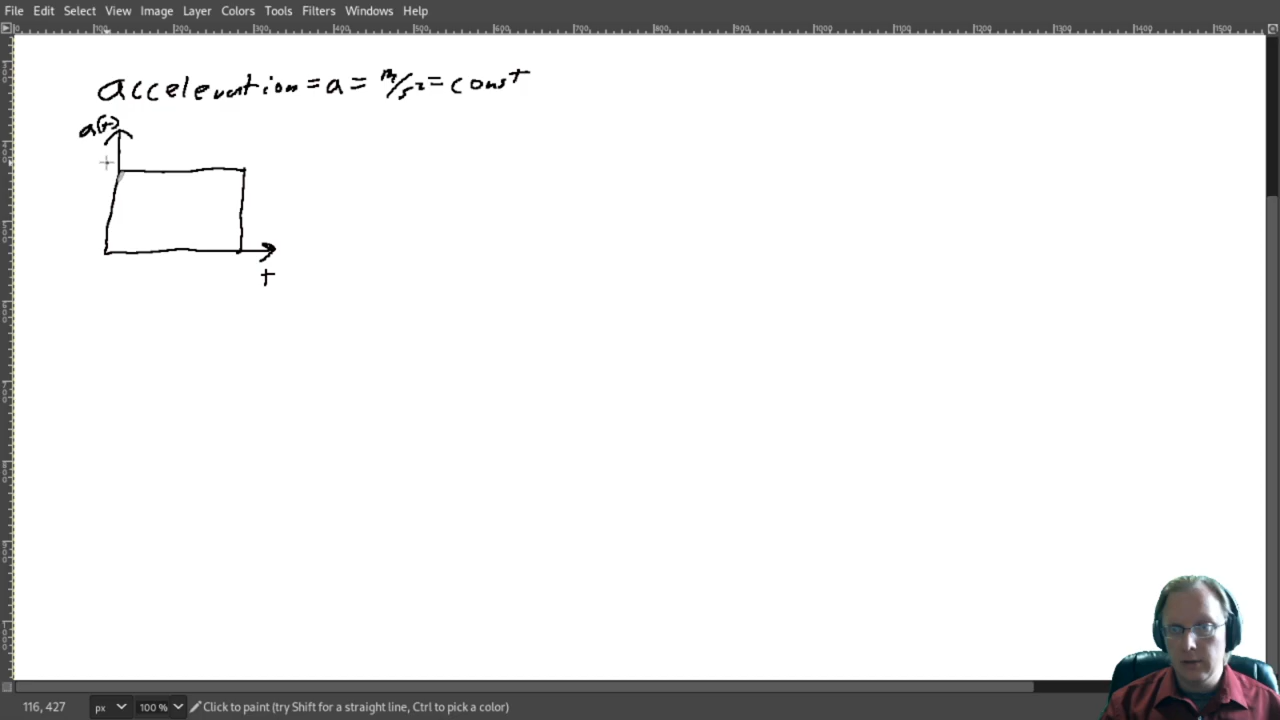 File Edit Select View Image Layer Colors Tools Filters Windows Help
acceleration = a = m/s² = const
a(t)
t
116, 427 px 100 % Click to paint (try Shift for a straight line, Ctrl to pick a color)